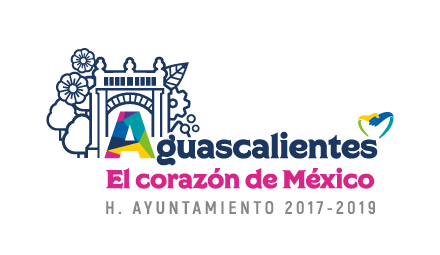 Aguascalientes
El corazón de México
H. AYUNTAMIENTO 2017-2019